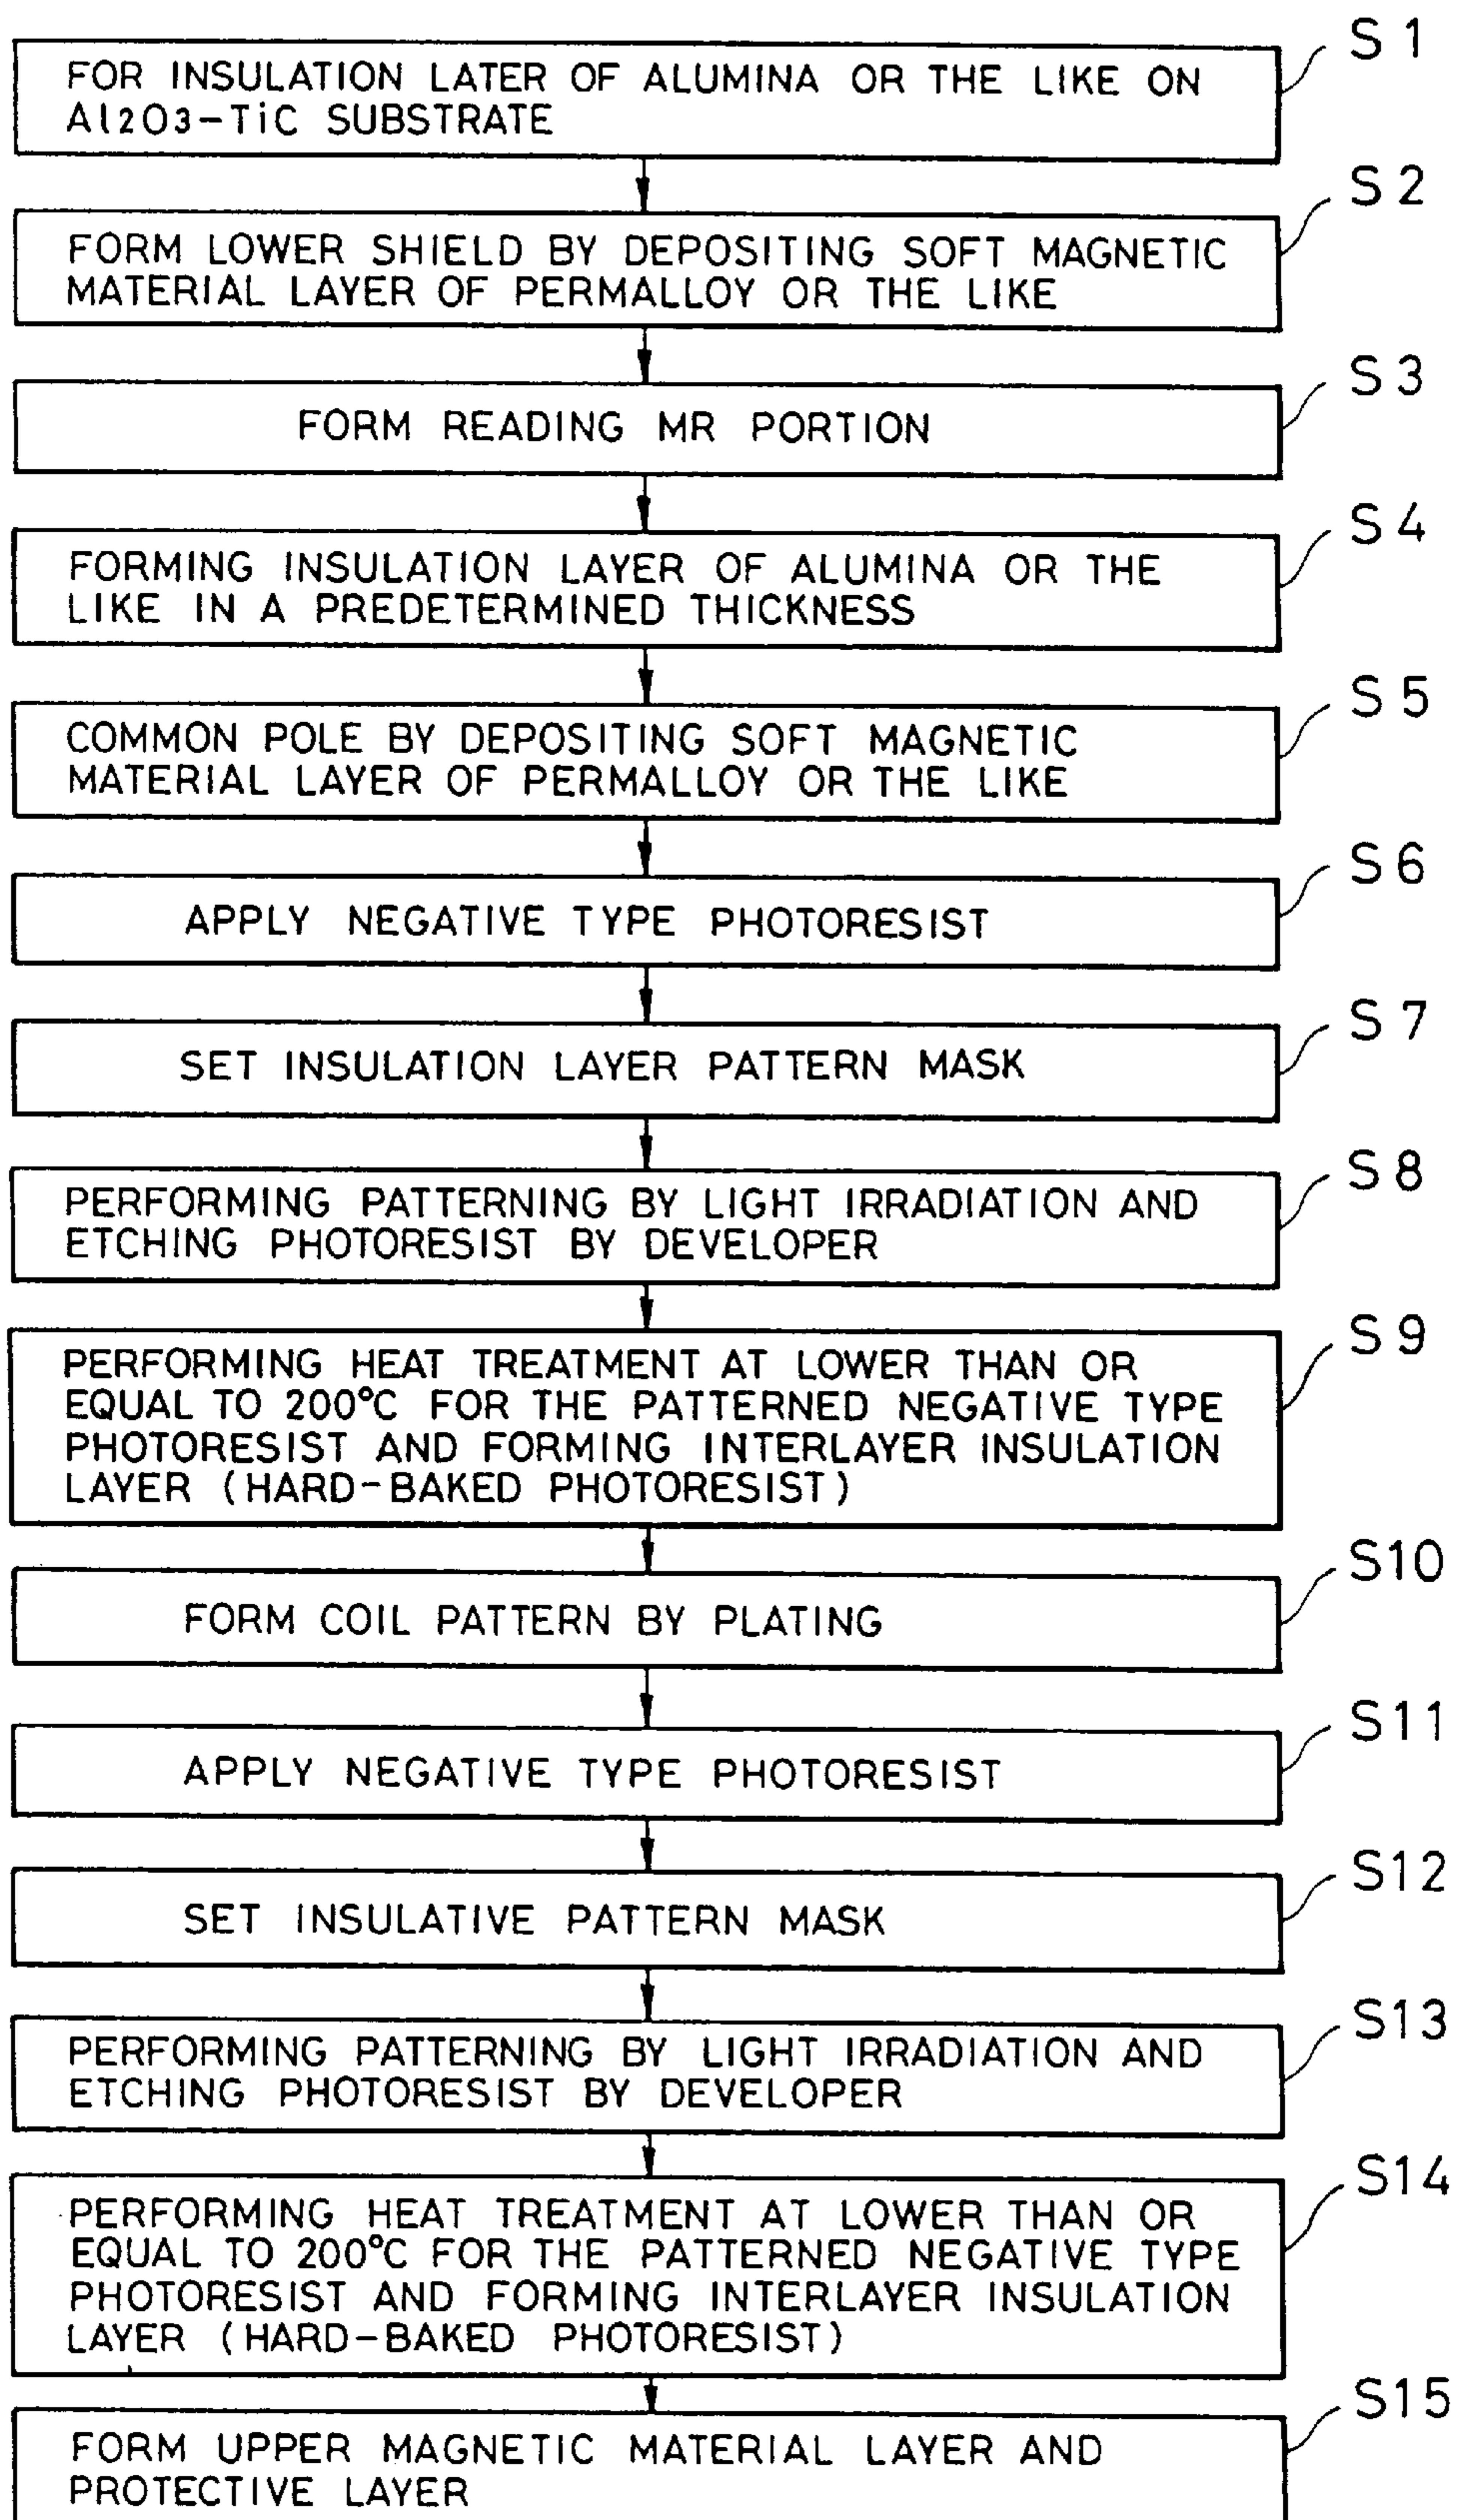 S1
FOR INSULATION LATER OF ALUMINA OR THE LIKE ON
Al2O3-TiC SUBSTRATE
S2
FORM LOWER SHIELD BY DEPOSITING SOFT MAGNETIC
MATERIAL LAYER OF PERMALLOY OR THE LIKE
S3
FORM READING MR PORTION
S4
FORMING INSULATION LAYER OF ALUMINA OR THE
LIKE IN A PREDETERMINED THICKNESS
S5
COMMON POLE BY DEPOSITING SOFT MAGNETIC
MATERIAL LAYER OF PERMALLOY OR THE LIKE
S6
APPLY NEGATIVE TYPE PHOTORESIST
S7
SET INSULATION LAYER PATTERN MASK
S8
PERFORMING PATTERNING BY LIGHT IRRADIATION AND
ETCHING PHOTORESIST BY DEVELOPER
S9
PERFORMING HEAT TREATMENT AT LOWER THAN OR
EQUAL TO 200°C FOR THE PATTERNED NEGATIVE TYPE
PHOTORESIST AND FORMING INTERLAYER INSULATION
LAYER (HARD-BAKED PHOTORESIST)
S10
FORM COIL PATTERN BY PLATING
S11
APPLY NEGATIVE TYPE PHOTORESIST
S12
SET INSULATIVE PATTERN MASK
S13
PERFORMING PATTERNING BY LIGHT IRRADIATION AND
ETCHING PHOTORESIST BY DEVELOPER
S14
PERFORMING HEAT TREATMENT AT LOWER THAN OR
EQUAL TO 200°C FOR THE PATTERNED NEGATIVE TYPE
PHOTORESIST AND FORMING INTERLAYER INSULATION
LAYER (HARD-BAKED PHOTORESIST)
S15
FORM UPPER MAGNETIC MATERIAL LAYER AND
PROTECTIVE LAYER